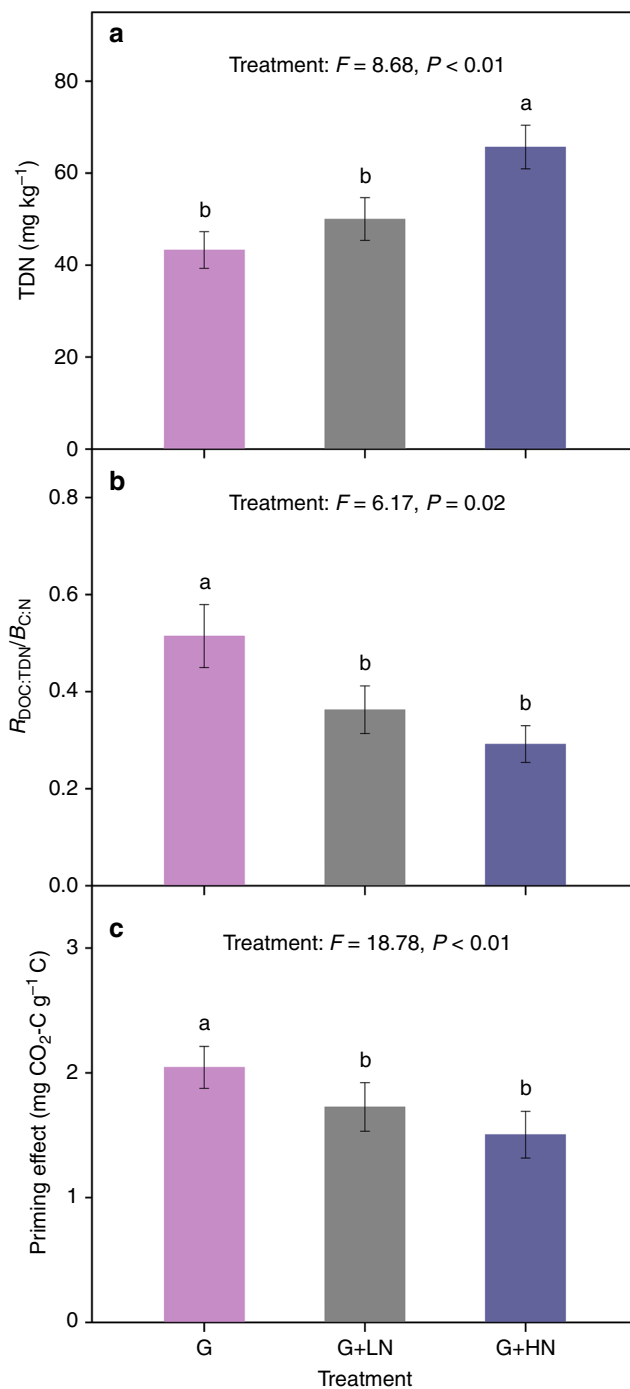 a
Treatment: F = 8.68, P < 0.01
TDN (mg kg⁻¹)
80
60
40
20
0
b
b
a
b
Treatment: F = 6.17, P = 0.02
R_DOC:TDN/B_C:N
0.8
0.6
0.4
0.2
0.0
a
b
b
c
Treatment: F = 18.78, P < 0.01
Priming effect (mg CO₂-C g⁻¹ C)
3
2
1
0
a
b
b
G G+LN G+HN
Treatment